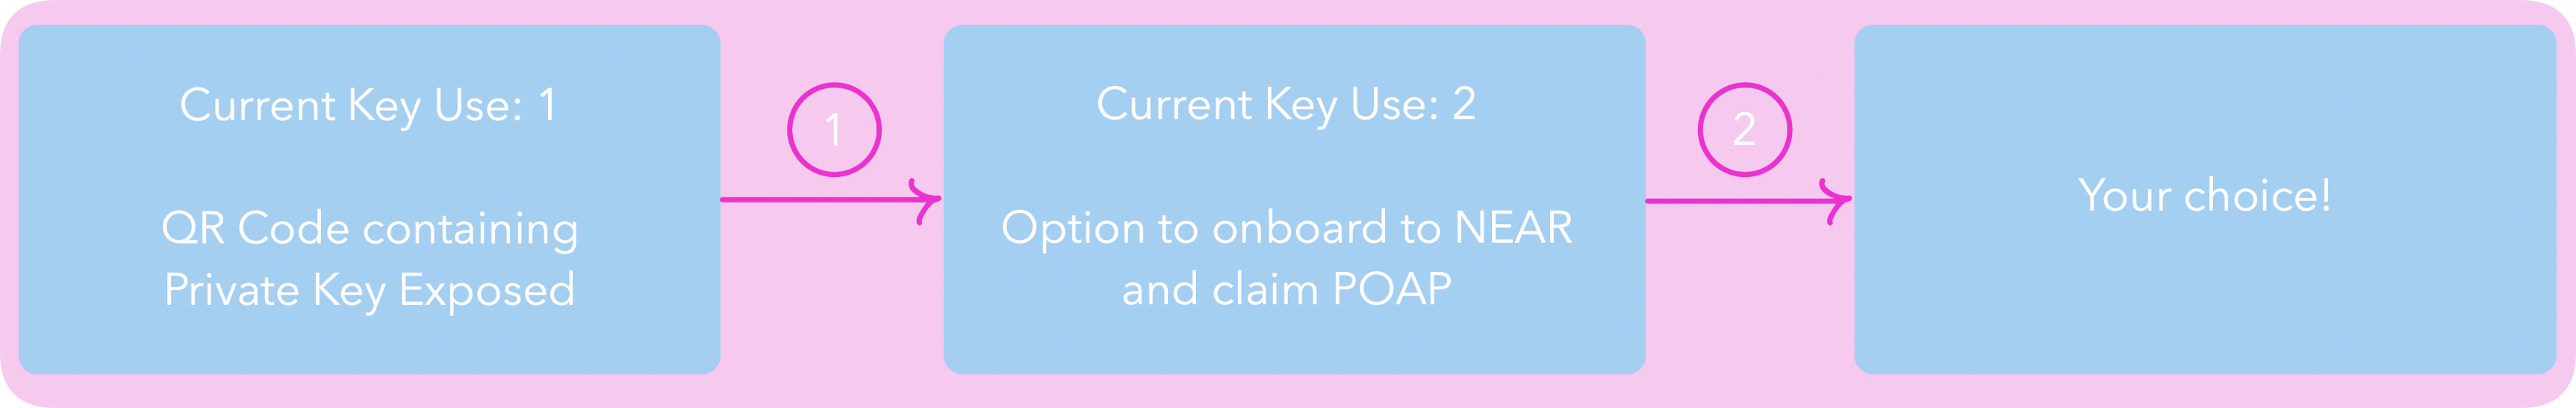 Current Key Use: 1
QR Code containing
Private Key Exposed
1
Current Key Use: 2
Option to onboard to NEAR
and claim POAP
2
Your choice!